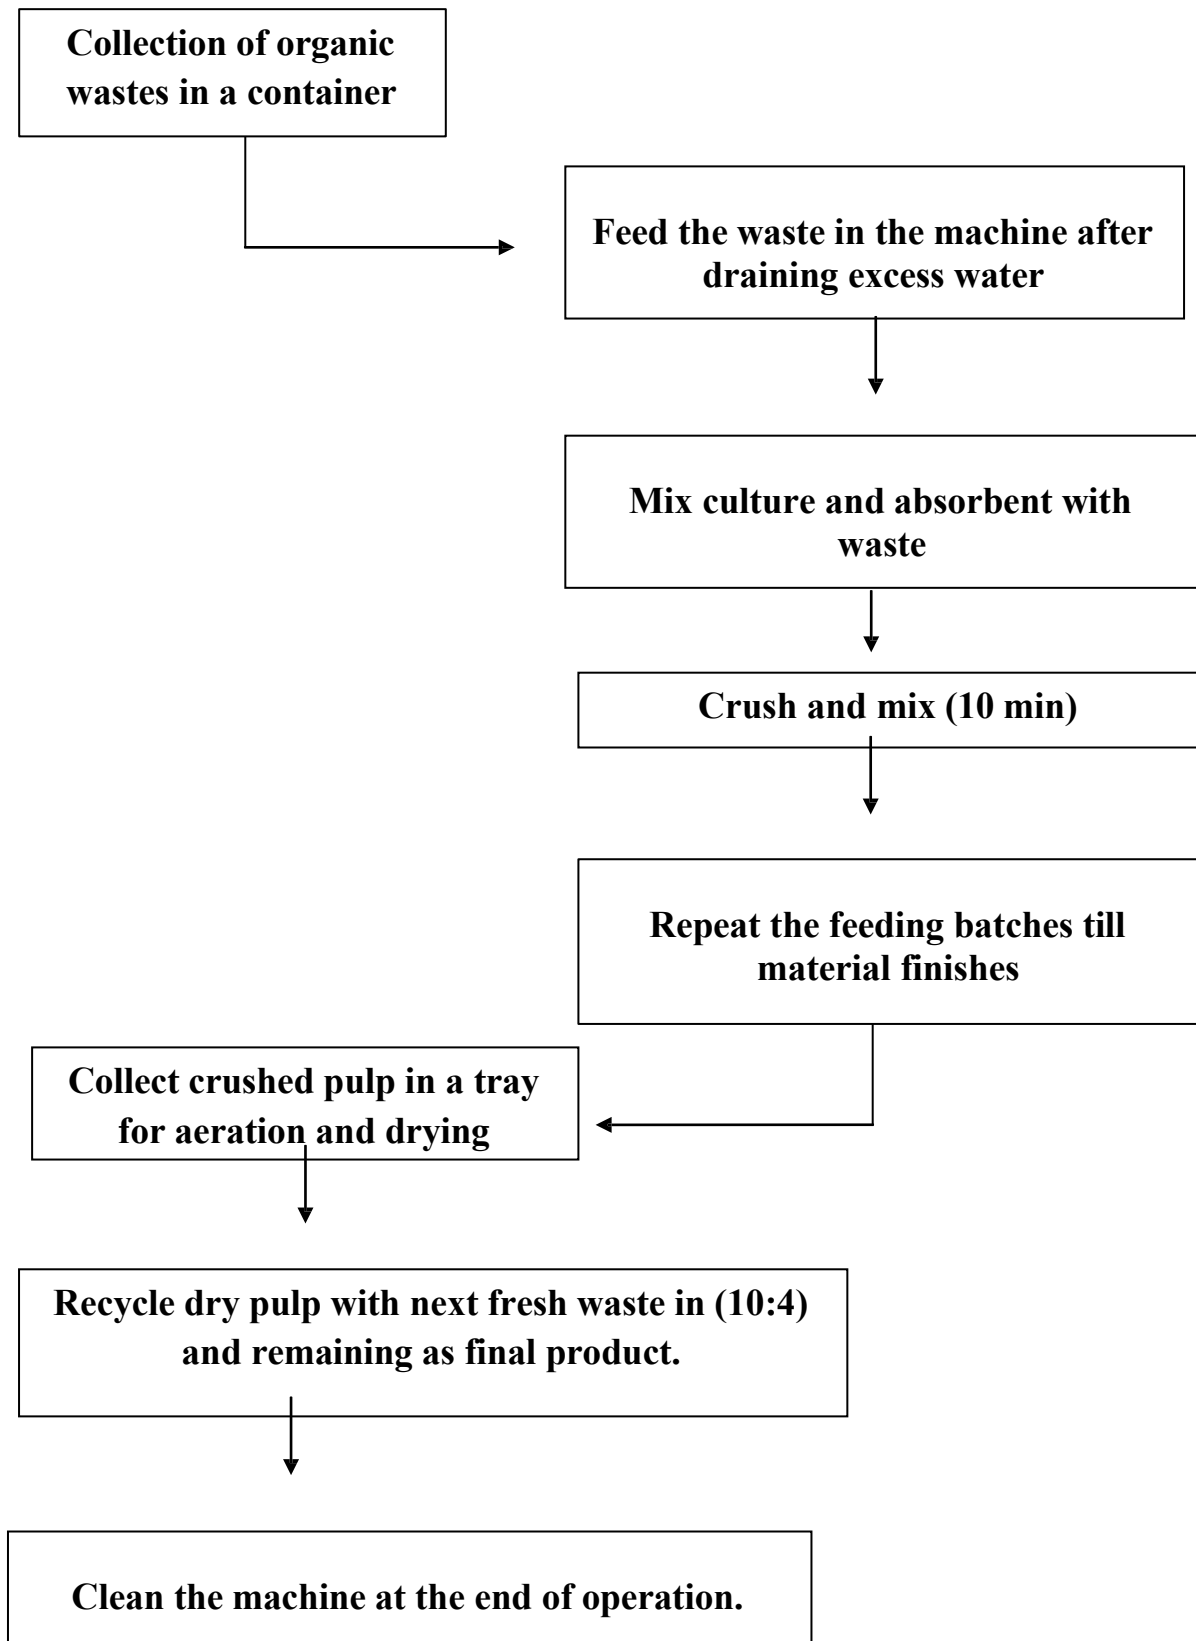 Collection of organic
wastes in a container
Feed the waste in the machine after
draining excess water
Mix culture and absorbent with
waste
Crush and mix (10 min)
Repeat the feeding batches till
material finishes
Collect crushed pulp in a tray
for aeration and drying
Recycle dry pulp with next fresh waste in (10:4)
and remaining as final product.
Clean the machine at the end of operation.